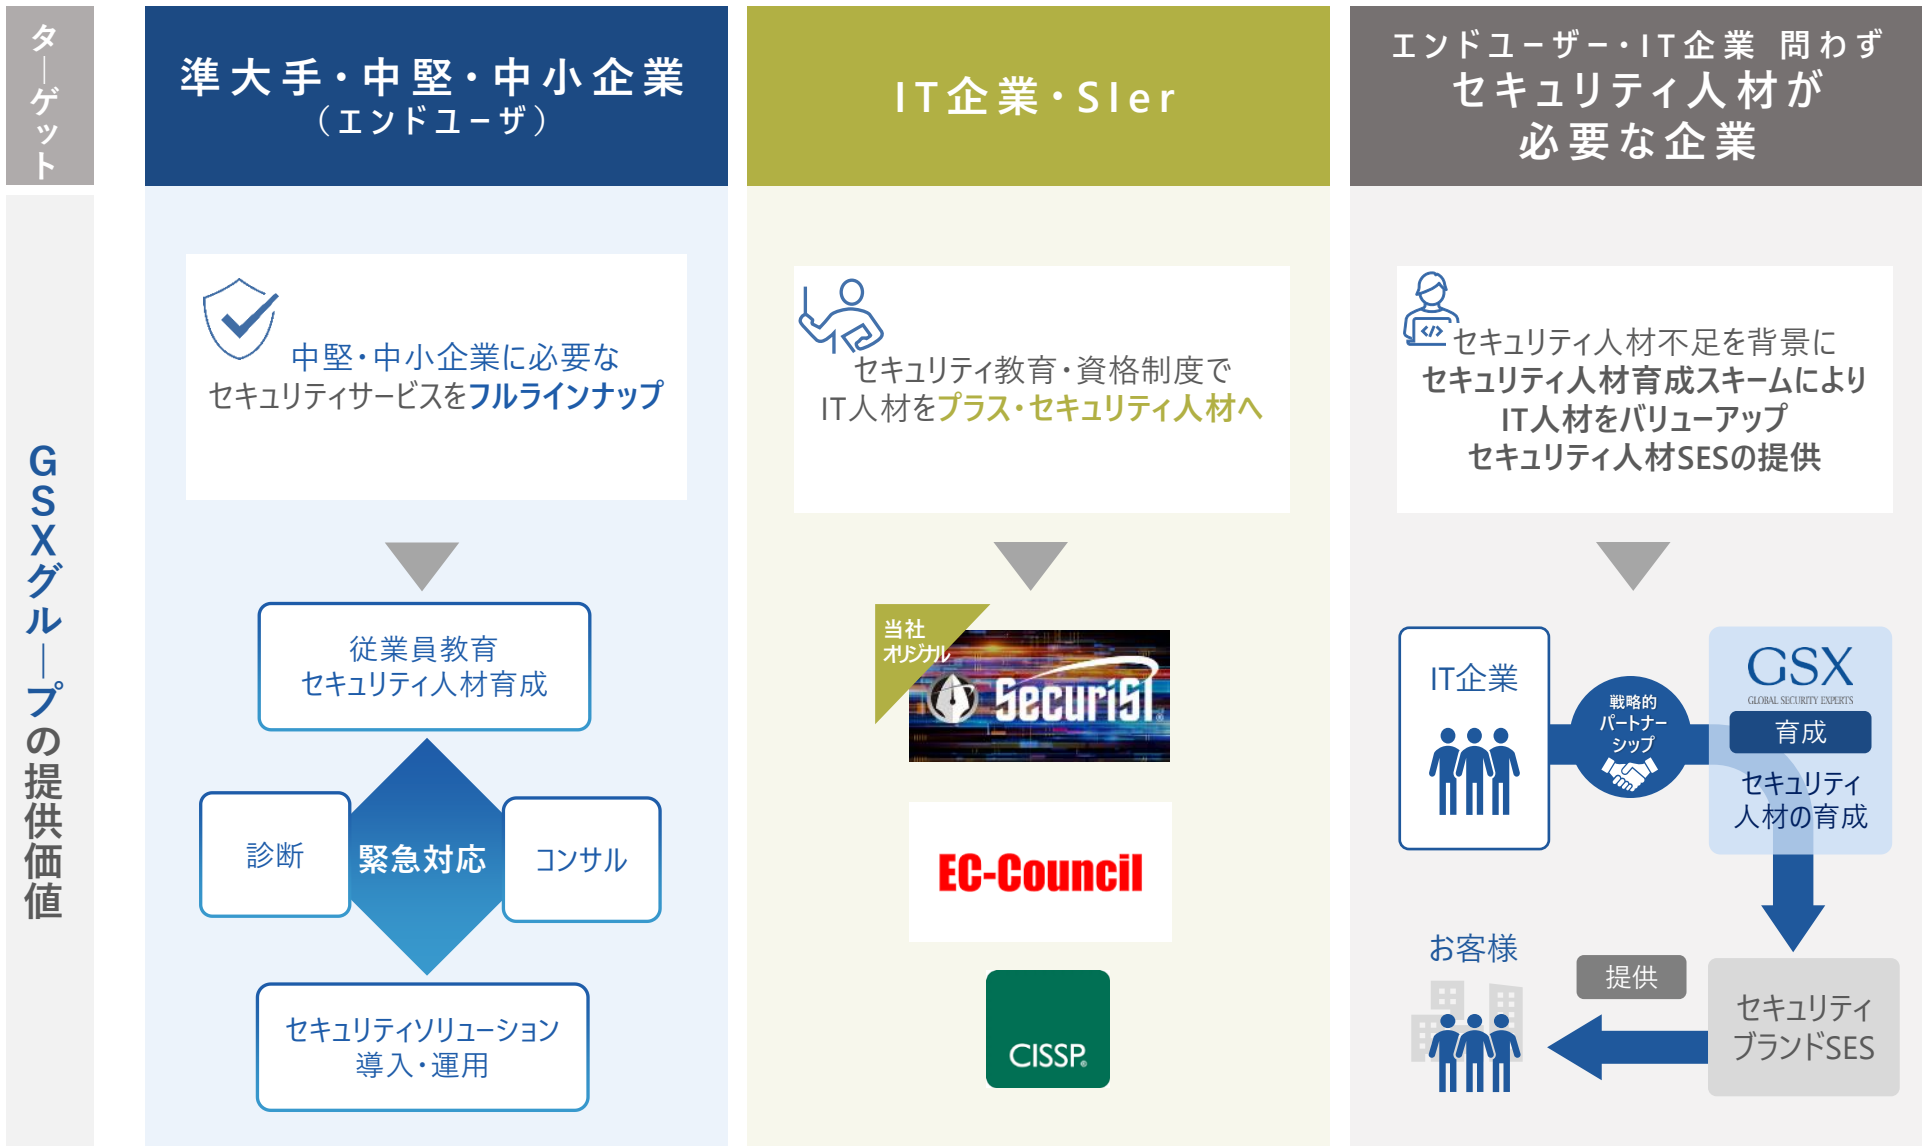 ターゲット
準大手・中堅・中小企業
（エンドユーザ）
IT企業・SIer
エンドユーザー・IT企業 問わず
セキュリティ人材が
必要な企業
GSXグループの提供価値
中堅・中小企業に必要な
セキュリティサービスをフルラインナップ
従業員教育
セキュリティ人材育成
診断
緊急対応
コンサル
セキュリティソリューション
導入・運用
セキュリティ教育・資格制度で
IT人材をプラス・セキュリティ人材へ
当社
オリジナル
SecuriST®
EC-Council
CISSP®
セキュリティ人材不足を背景に
セキュリティ人材育成スキームにより
IT人材をバリューアップ
セキュリティ人材SESの提供
IT企業
戦略的
パートナー
シップ
GSX
GLOBAL SECURITY EXPERTS
育成
セキュリティ
人材の育成
お客様
提供
セキュリティ
ブランドSES